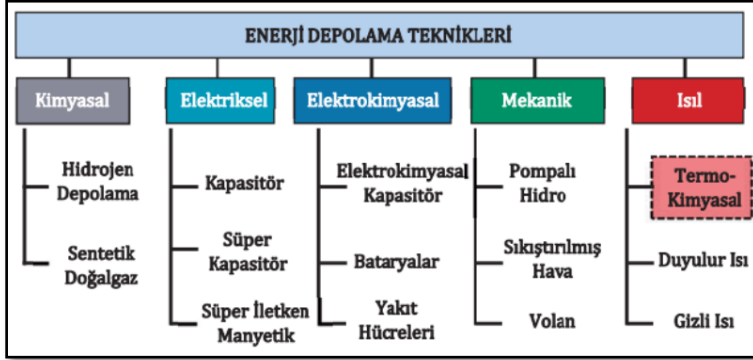 ENERJİ DEPOLAMA TEKNİKLERİ
Kimyasal
Hidrojen
Depolama
Sentetik
Doğalgaz
Elektriksel
Kapasitör
Süper
Kapasitör
Süper İletken
Manyetik
Elektrokimyasal
Elektrokimyasal
Kapasitör
Bataryalar
Yakıt
Hücreleri
Mekanik
Pompalı
Hidro
Sıkıştırılmış
Hava
Volan
Isıl
Termo-
Kimyasal
Duyulur Isı
Gizli Isı